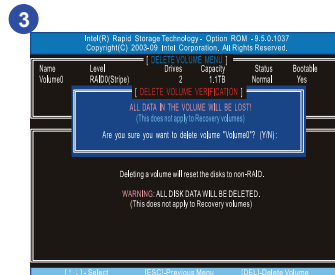 3
Intel(R) Rapid Storage Technology - Option ROM - 9.5.0.1037
Copyright(C) 2003-09 Intel Corporation. All Rights Reserved.
[ DELETE VOLUME MENU ]
Name Level Drives Capacity Status Bootable
Volume0 RAID0(Stripe) 2 1.1TB Normal Yes
[ DELETE VOLUME VERIFICATION ]
ALL DATA IN THE VOLUME WILL BE LOST!
(This does not apply to Recovery volumes)
Are you sure you want to delete volume "Volume0"? (Y/N):
Deleting a volume will reset the disks to non-RAID.
WARNING: ALL DISK DATA WILL BE DELETED.
(This does not apply to Recovery volumes)
[↑↓]-Select [ESC]-Previous Menu [DEL]-Delete Volume